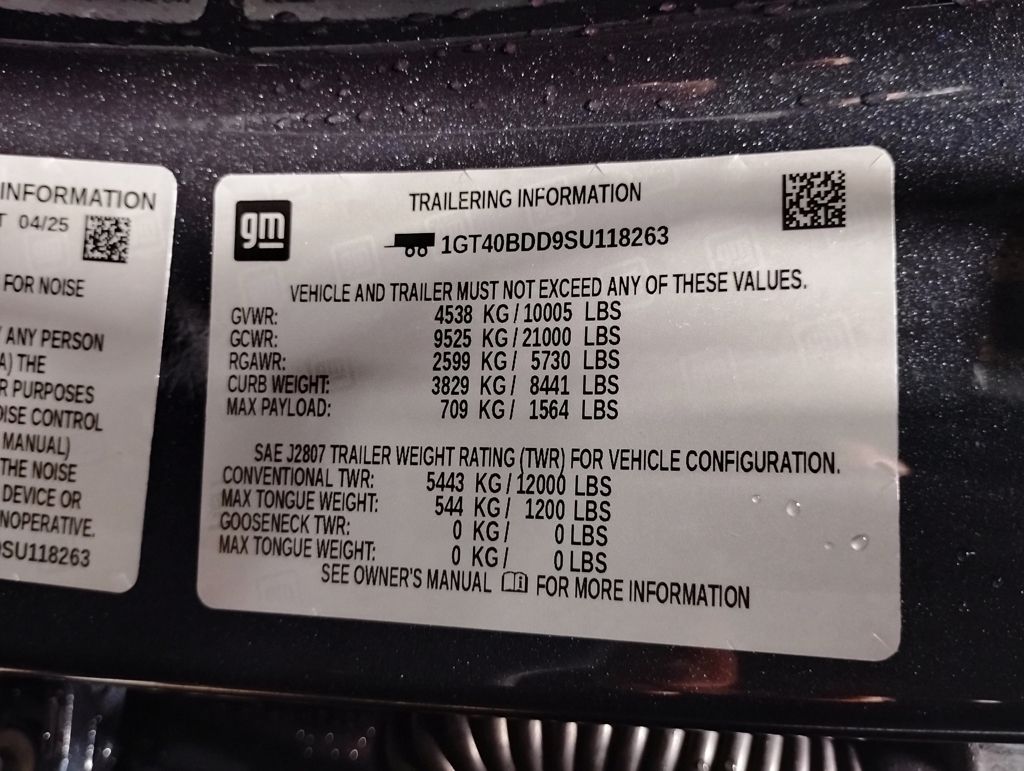 INFORMATION
04/25
FOR NOISE
ANY PERSON
A) THE
R PURPOSES
OISE CONTROL
MANUAL)
THE NOISE
DEVICE OR
NOPERATIVE.
9SU118263
gm
TRAILERING INFORMATION
1GT40BDD9SU118263
VEHICLE AND TRAILER MUST NOT EXCEED ANY OF THESE VALUES.
GVWR: 4538 KG/10005 LBS
GCWR: 9525 KG/21000 LBS
RGAWR: 2599 KG/ 5730 LBS
CURB WEIGHT: 3829 KG/ 8441 LBS
MAX PAYLOAD: 709 KG/ 1564 LBS
SAE J2807 TRAILER WEIGHT RATING (TWR) FOR VEHICLE CONFIGURATION.
CONVENTIONAL TWR: 5443 KG/12000 LBS
MAX TONGUE WEIGHT: 544 KG/ 1200 LBS
GOOSENECK TWR: 0 KG/ 0 LBS
MAX TONGUE WEIGHT: 0 KG/ 0 LBS
SEE OWNER'S MANUAL FOR MORE INFORMATION